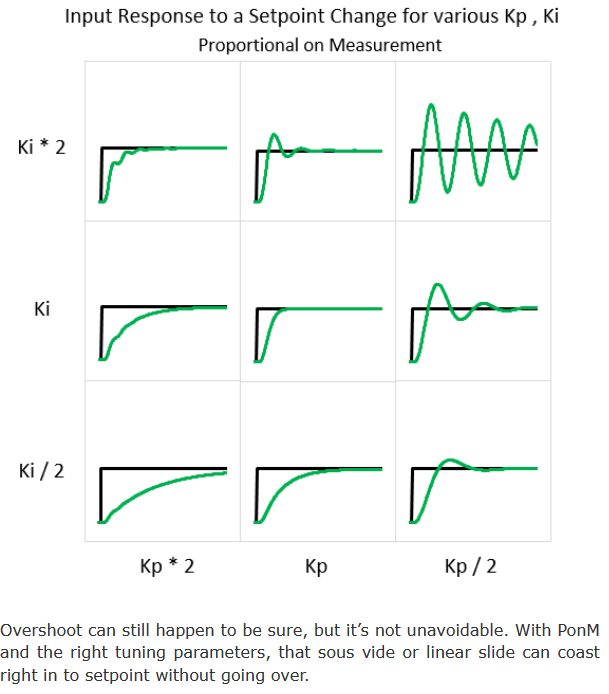 Input Response to a Setpoint Change for various Kp , Ki
Proportional on Measurement
Ki * 2
Ki
Ki / 2
Kp * 2
Kp
Kp / 2
Overshoot can still happen to be sure, but it’s not unavoidable. With PonM
and the right tuning parameters, that sous vide or linear slide can coast
right in to setpoint without going over.